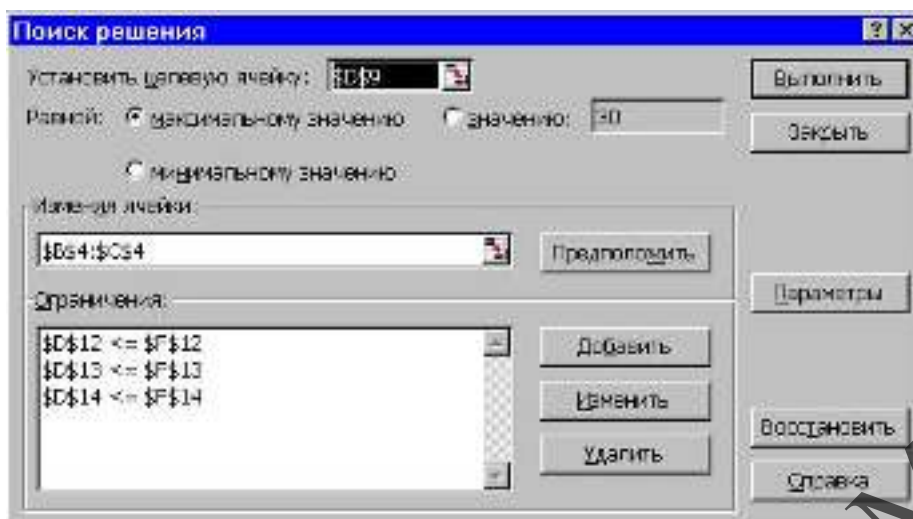 Поиск решения
Установить целевую ячейку: $D$9
Выполнить
Равной: максимальному значению значению:
Закрыть
минимальному значению
Изменяя ячейки:
$B$4:$C$4
Предположить
Параметры
Ограничения:
$D$12 <= $F$12
$D$13 <= $F$13
$D$14 <= $F$14
Добавить
Изменить
Удалить
Восстановить
Справка